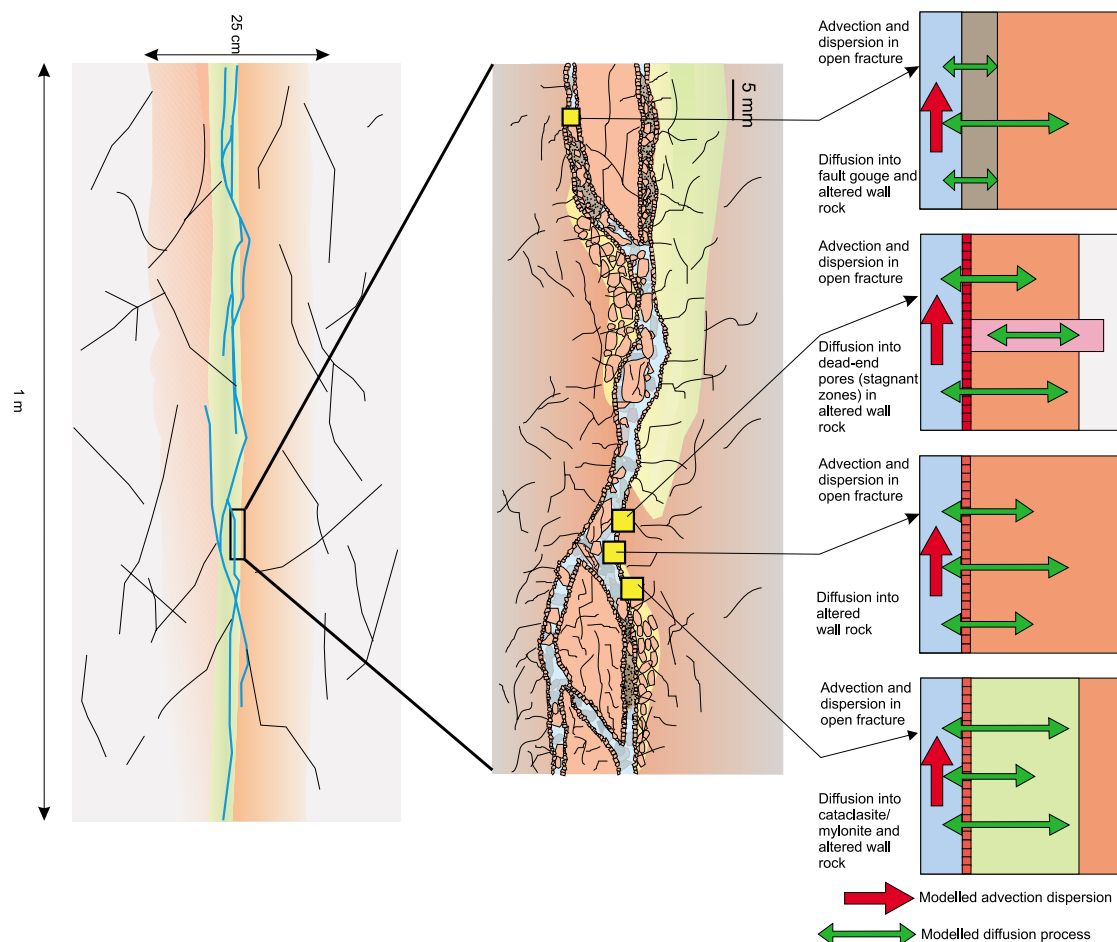 25 cm
1 m
5 mm
Advection and
dispersion in
open fracture
Diffusion into
fault gouge and
altered wall
rock
Advection and
dispersion in
open fracture
Diffusion into
dead-end
pores (stagnant
zones) in
altered wall
rock
Advection and
dispersion in
open fracture
Diffusion into
altered
wall rock
Advection and
dispersion in
open fracture
Diffusion into
cataclasite/
mylonite and
altered wall
rock
Modelled advection dispersion
Modelled diffusion process